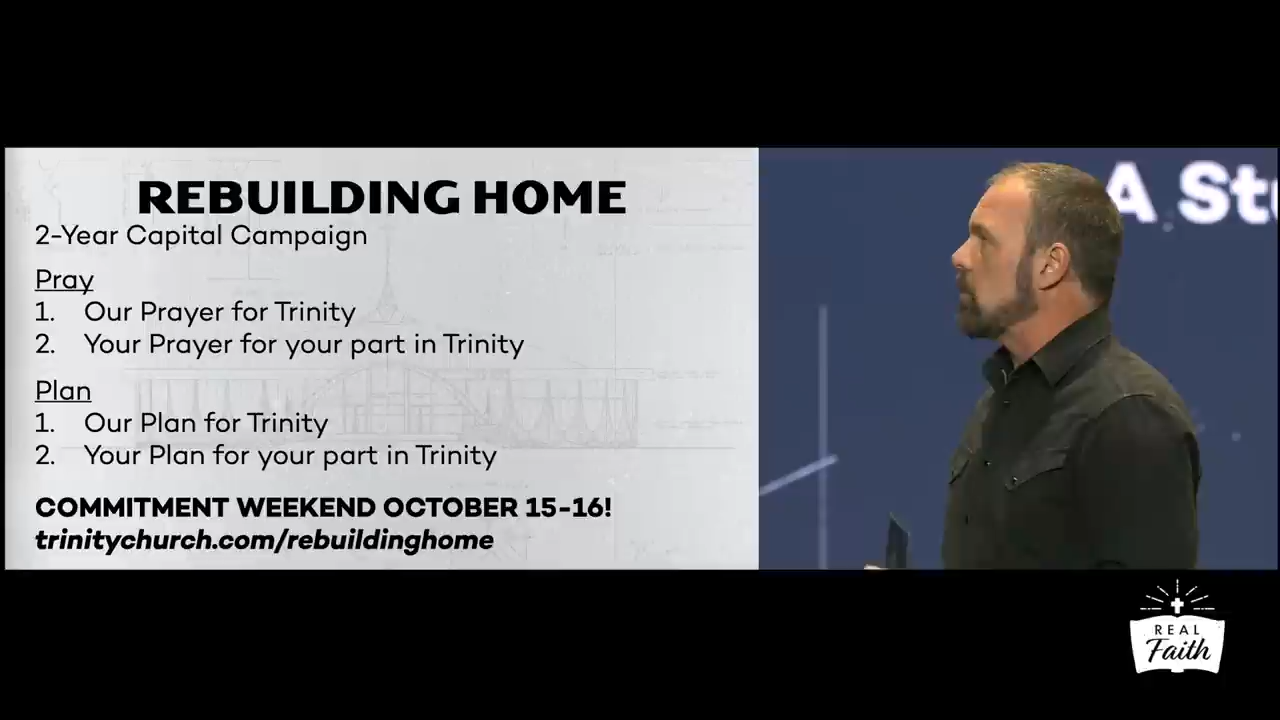 REBUILDING HOME
2-Year Capital Campaign
Pray
1. Our Prayer for Trinity
2. Your Prayer for your part in Trinity
Plan
1. Our Plan for Trinity
2. Your Plan for your part in Trinity
COMMITMENT WEEKEND OCTOBER 15-16!
trinitychurch.com/rebuildinghome
A Stu
REAL
Faith